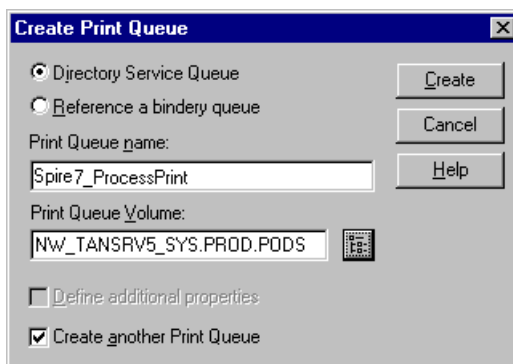 Create Print Queue
Directory Service Queue
Reference a bindery queue
Print Queue name:
Spire7_ProcessPrint
Print Queue Volume:
NW_TANSRV5_SYS.PROD.PODS
Define additional properties
Create another Print Queue
Create
Cancel
Help